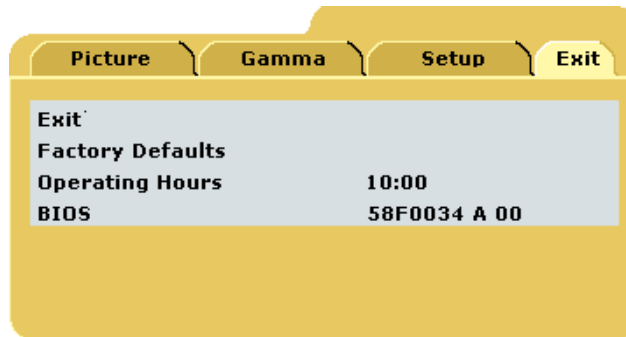 Picture Gamma Setup Exit
Exit
Factory Defaults
Operating Hours 10:00
BIOS 58F0034 A 00